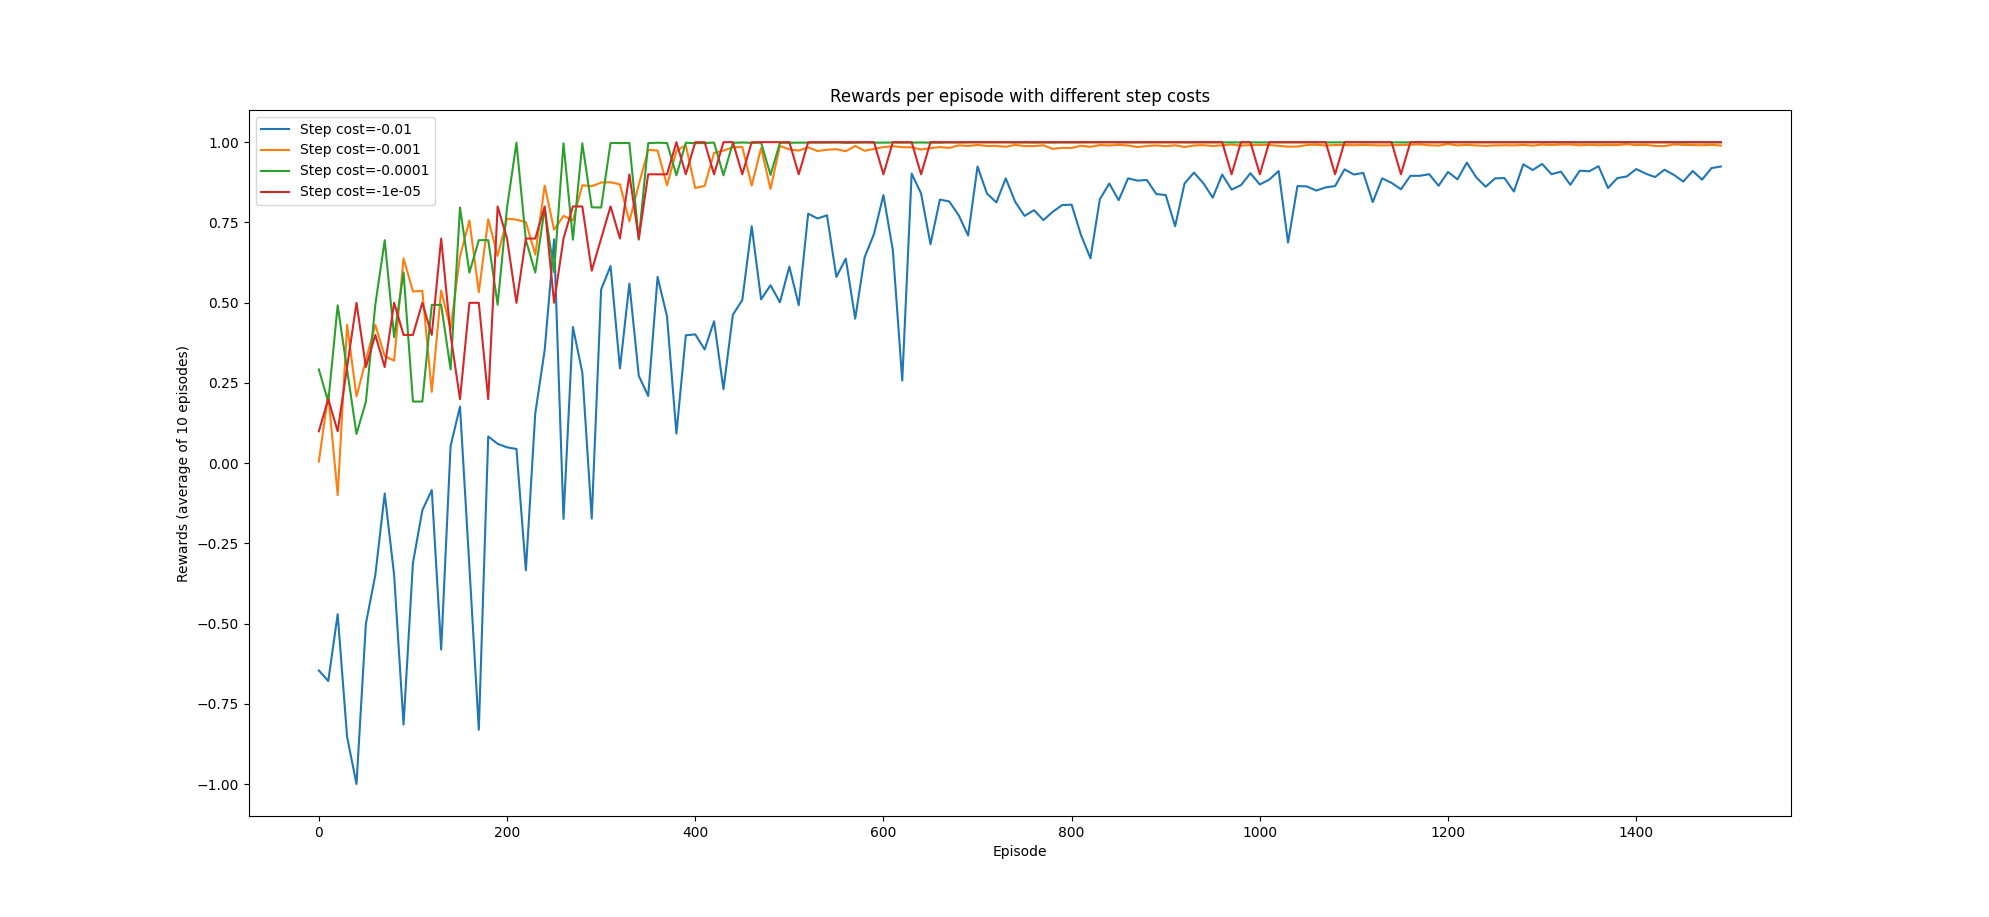 Rewards per episode with different step costs
Step cost=-0.01
Step cost=-0.001
Step cost=-0.0001
Step cost=-1e-05
Rewards (average of 10 episodes)
1.00
0.75
0.50
0.25
0.00
−0.25
−0.50
−0.75
−1.00
0 200 400 600 800 1000 1200 1400
Episode